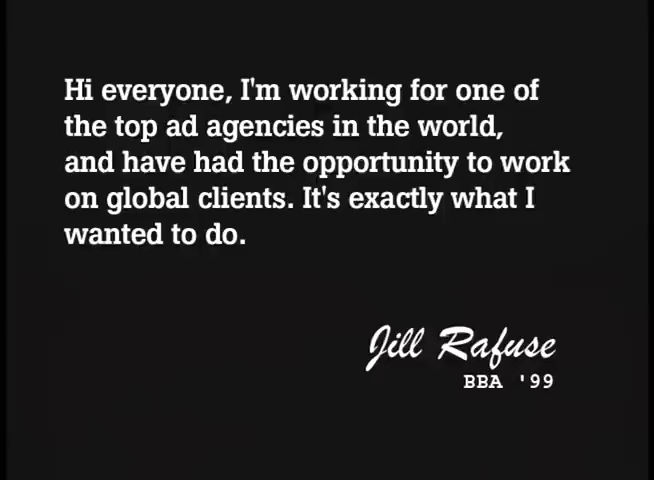 Hi everyone, I'm working for one of
the top ad agencies in the world,
and have had the opportunity to work
on global clients. It's exactly what I
wanted to do.
Jill Rafuse
BBA '99